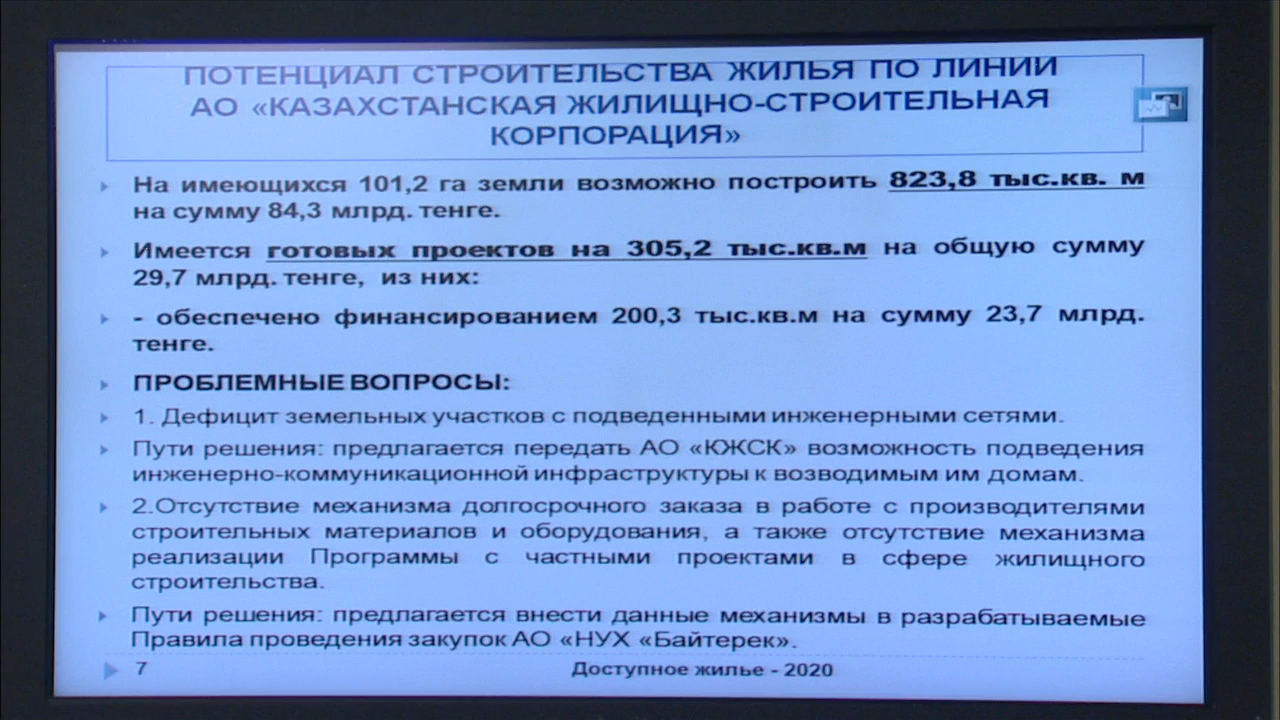 ПОТЕНЦИАЛ СТРОИТЕЛЬСТВА ЖИЛЬЯ ПО ЛИНИИ
АО «КАЗАХСТАНСКАЯ ЖИЛИЩНО-СТРОИТЕЛЬНАЯ
КОРПОРАЦИЯ»
На имеющихся 101,2 га земли возможно построить 823,8 тыс.кв. м
на сумму 84,3 млрд. тенге.
Имеется готовых проектов на 305,2 тыс.кв.м на общую сумму
29,7 млрд. тенге, из них:
- обеспечено финансированием 200,3 тыс.кв.м на сумму 23,7 млрд.
тенге.
ПРОБЛЕМНЫЕ ВОПРОСЫ:
1. Дефицит земельных участков с подведенными инженерными сетями.
Пути решения: предлагается передать АО «КЖСК» возможность подведения
инженерно-коммуникационной инфраструктуры к возводимым им домам.
2.Отсутствие механизма долгосрочного заказа в работе с производителями
строительных материалов и оборудования, а также отсутствие механизма
реализации Программы с частными проектами в сфере жилищного
строительства.
Пути решения: предлагается внести данные механизмы в разрабатываемые
Правила проведения закупок АО «НУХ «Байтерек».
7 Доступное жилье - 2020